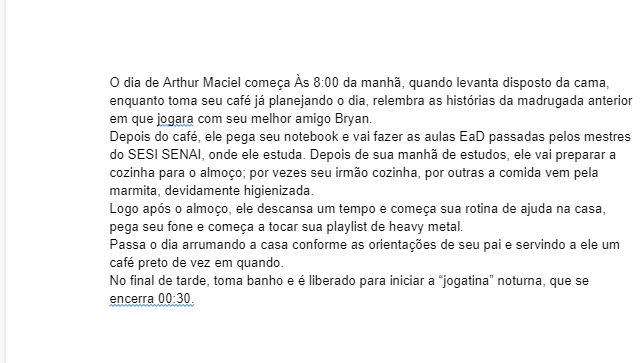 O dia de Arthur Maciel começa Às 8:00 da manhã, quando levanta disposto da cama,
enquanto toma seu café já planejando o dia, relembra as histórias da madrugada anterior
em que jogara com seu melhor amigo Bryan.
Depois do café, ele pega seu notebook e vai fazer as aulas EaD passadas pelos mestres
do SESI SENAI, onde ele estuda. Depois de sua manhã de estudos, ele vai preparar a
cozinha para o almoço; por vezes seu irmão cozinha, por outras a comida vem pela
marmita, devidamente higienizada.
Logo após o almoço, ele descansa um tempo e começa sua rotina de ajuda na casa,
pega seu fone e começa a tocar sua playlist de heavy metal.
Passa o dia arrumando a casa conforme as orientações de seu pai e servindo a ele um
café preto de vez em quando.
No final de tarde, toma banho e é liberado para iniciar a “jogatina” noturna, que se
encerra 00:30.